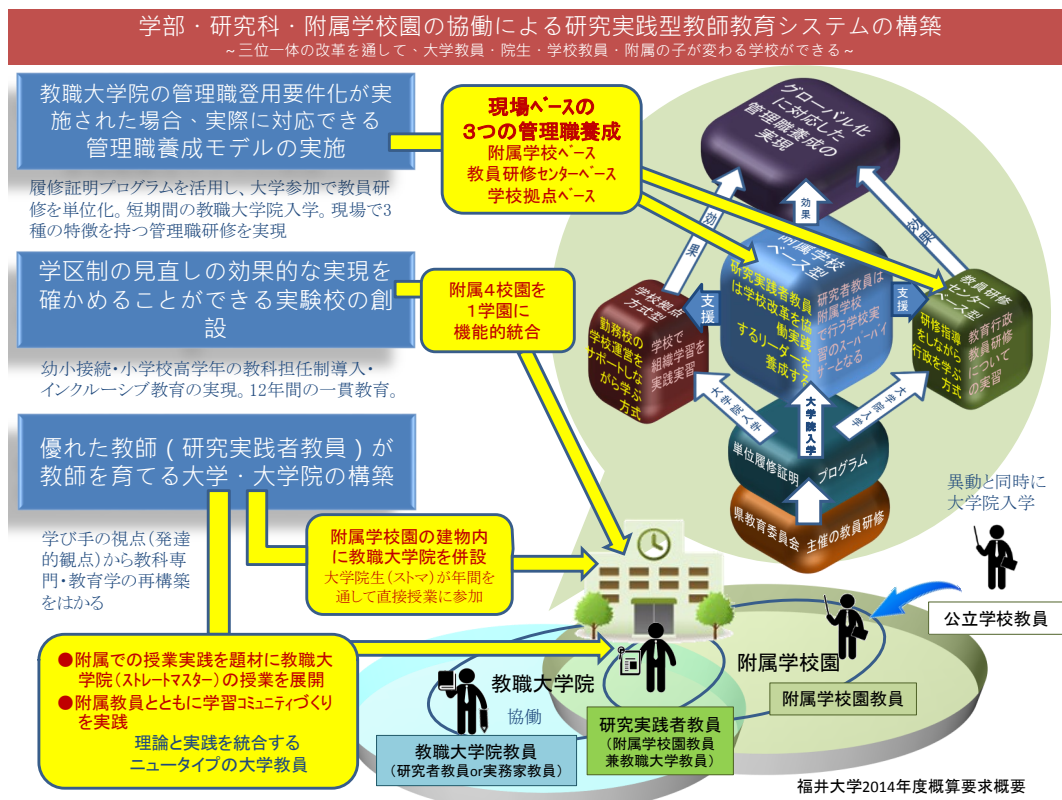 学部・研究科・附属学校園の協働による研究実践型教師教育システムの構築
~三位一体の改革を通して、大学教員・院生・学校教員・附属の子が変わる学校ができる~
教職大学院の管理職登用要件化が実
施された場合、実際に対応できる
管理職養成モデルの実施
履修証明プログラムを活用し、大学参加で教員研
修を単位化。短期間の教職大学院入学。現場で3
種の特徴を持つ管理職研修を実現
学区制の見直しの効果的な実現を
確かめることができる実験校の創
設
幼小接続・小学校高学年の教科担任制導入・
インクルーシブ教育の実現。12年間の一貫教育。
優れた教師(研究実践者教員)が
教師を育てる大学・大学院の構築
学び手の視点(発達
的観点)から教科専
門・教育学の再構築
をはかる
現場ベースの
3つの管理職養成
附属学校ベース
教員研修センターベース
学校拠点ベース
附属4校園を
1学園に
機能的統合
附属学校園の建物内
に教職大学院を併設
大学院生(ストマ)が年間を
通して直接授業に参加
●附属での授業実践を題材に教職大
学院(ストレートマスター)の授業を展開
●附属教員とともに学習コミュニティづくり
を実践
理論と実践を統合する
ニュータイプの大学教員
グローバル化
に対応した
管理職養成の
実現
効果
効果
効果
附属学校
ベース型
研究実践者教員
は学校改革を協
働実践
するリーダーを
養成する
研究者教員は
附属学校
で行う学校実
習のスーパーバイ
ザーとなる
支援
支援
学校拠点
方式型
勤務校の
学校運営を
サポートしな
がら学ぶ
方式
学校で
組織学習を
実践実習
教員研修
センター
ベース型
研修指導
をしながら
行政を学ぶ
方式
教育行政
教員研修
について
の実習
大学院入学
大学院入学
大学院入学
単位履修証明
プログラム
県教育委員会
主催の教員研修
異動と同時に
大学院入学
公立学校教員
教職大学院
協働
附属学校園
附属学校園教員
教職大学院教員
(研究者教員or実務家教員)
研究実践者教員
(附属学校園教員
兼教職大学教員)
福井大学2014年度概算要求概要